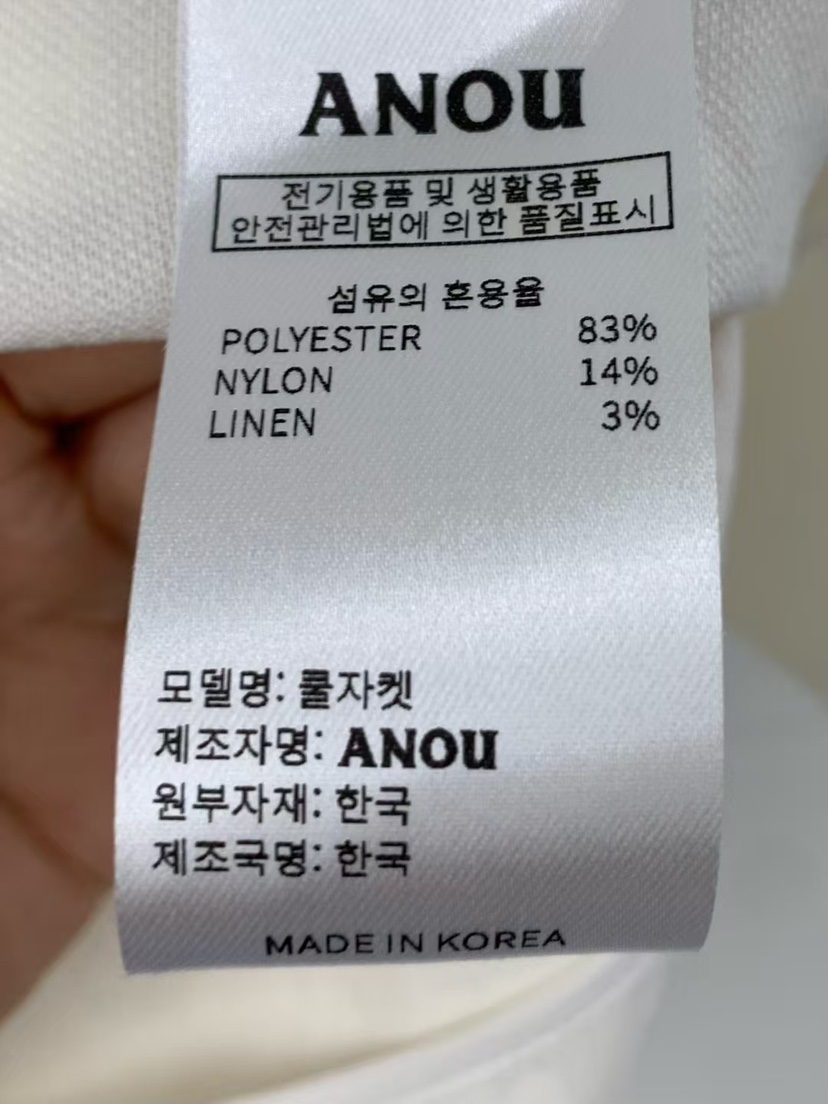 ANOU
전기용품 및 생활용품
안전관리법에 의한 품질표시
섬유의 혼용율
POLYESTER 83%
NYLON 14%
LINEN 3%
모델명: 룰자켓
제조자명: ANOU
원부자재: 한국
제조국명: 한국
MADE IN KOREA